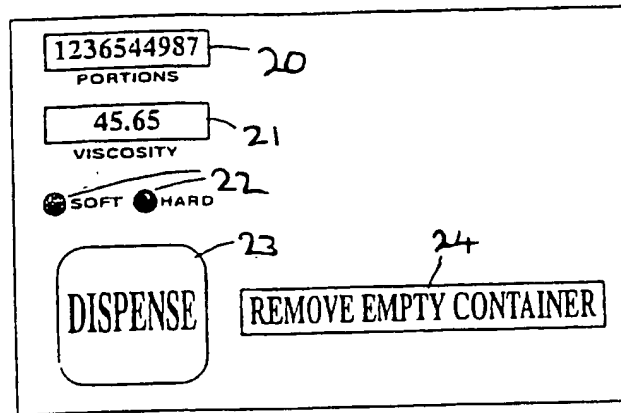 1236544987 20
PORTIONS
45.65 21
VISCOSITY
22
SOFT HARD
23 24
DISPENSE REMOVE EMPTY CONTAINER